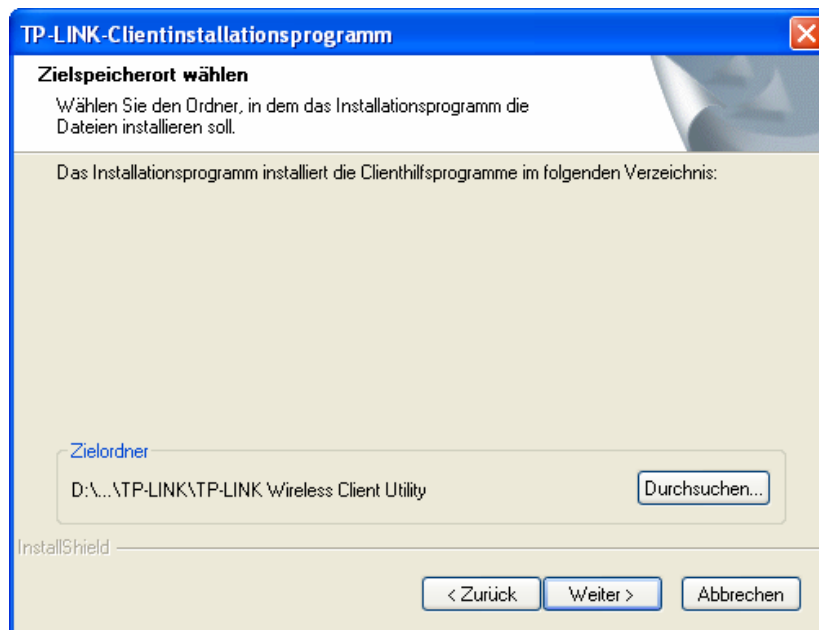 TP-LINK-Clientinstallationsprogramm
Zielspeicherort wählen
Wählen Sie den Ordner, in dem das Installationsprogramm die
Dateien installieren soll.
Das Installationsprogramm installiert die Clienthilfsprogramme im folgenden Verzeichnis:
Zielordner
D:\...\TP-LINK\TP-LINK Wireless Client Utility
Durchsuchen...
InstallShield
< Zurück
Weiter >
Abbrechen